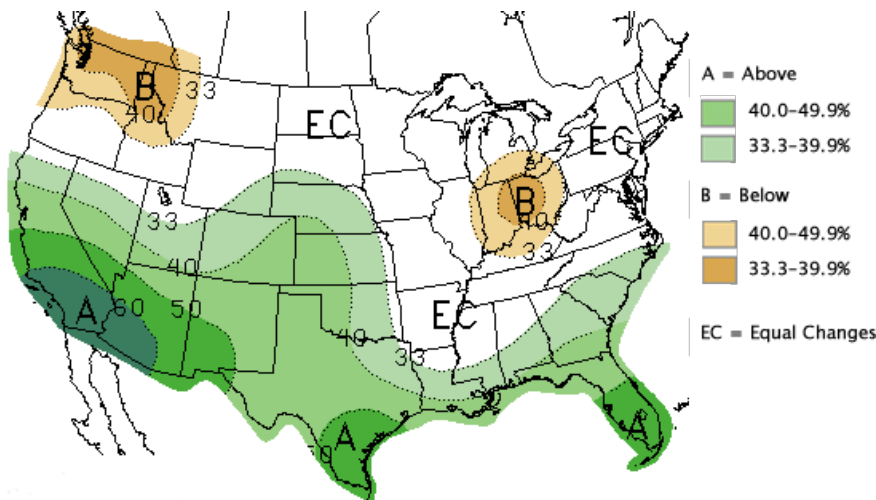 B
33
40
EC
EC
B
40
33
33
40
A
60
50
EC
40
33
A
A
A = Above
40.0-49.9%
33.3-39.9%
B = Below
40.0-49.9%
33.3-39.9%
EC = Equal Changes